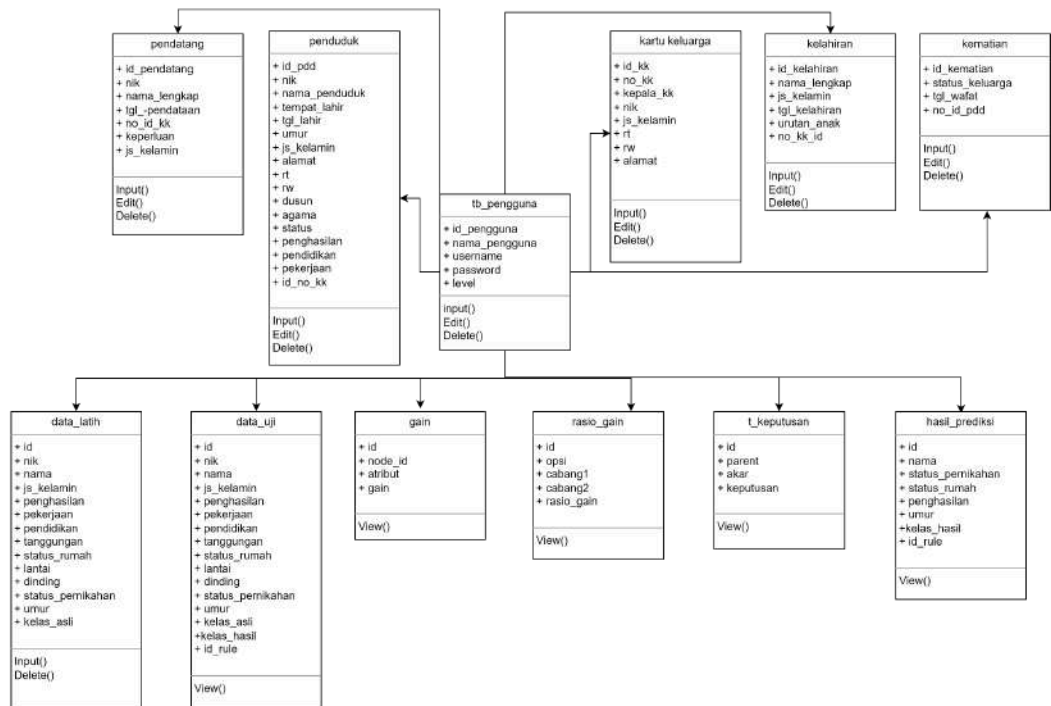 pendatang
+ id_pendatang
+ nik
+ nama_lengkap
+ tgl_-pendataan
+ no_id_kk
+ keperluan
+ js_kelamin
Input()
Edit()
Delete()
penduduk
+ id_pdd
+ nik
+ nama_penduduk
+ tempat_lahir
+ tgl_lahir
+ umur
+ js_kelamin
+ alamat
+ rt
+ rw
+ dusun
+ agama
+ status
+ penghasilan
+ pendidikan
+ pekerjaan
+ id_no_kk
Input()
Edit()
Delete()
tb_pengguna
+ id_pengguna
+ nama_pengguna
+ username
+ password
+ level
input()
Edit()
Delete()
kartu keluarga
+ id_kk
+ no_kk
+ kepala_kk
+ nik
+ js_kelamin
+ rt
+ rw
+ alamat
Input()
Edit()
Delete()
kelahiran
+ id_kelahiran
+ nama_lengkap
+ js_kelamin
+ tgl_kelahiran
+ urutan_anak
+ no_kk_id
Input()
Edit()
Delete()
kematian
+ id_kematian
+ status_keluarga
+ tgl_wafat
+ no_id_pdd
Input()
Edit()
Delete()
data_latih
+ id
+ nik
+ nama
+ js_kelamin
+ penghasilan
+ pekerjaan
+ pendidikan
+ tanggungan
+ status_rumah
+ lantai
+ dinding
+ status_pernikahan
+ umur
+ kelas_asli
Input()
Delete()
data_uji
+ id
+ nik
+ nama
+ js_kelamin
+ penghasilan
+ pekerjaan
+ pendidikan
+ tanggungan
+ status_rumah
+ lantai
+ dinding
+ status_pernikahan
+ umur
+ kelas_asli
+kelas_hasil
+ id_rule
View()
gain
+ id
+ node_id
+ atribut
+ gain
View()
rasio_gain
+ id
+ opsi
+ cabang1
+ cabang2
+ rasio_gain
View()
t_keputusan
+ id
+ parent
+ akar
+ keputusan
View()
hasil_prediksi
+ id
+ nama
+ status_pernikahan
+ status_rumah
+ penghasilan
+ umur
+kelas_hasil
+ id_rule
View()